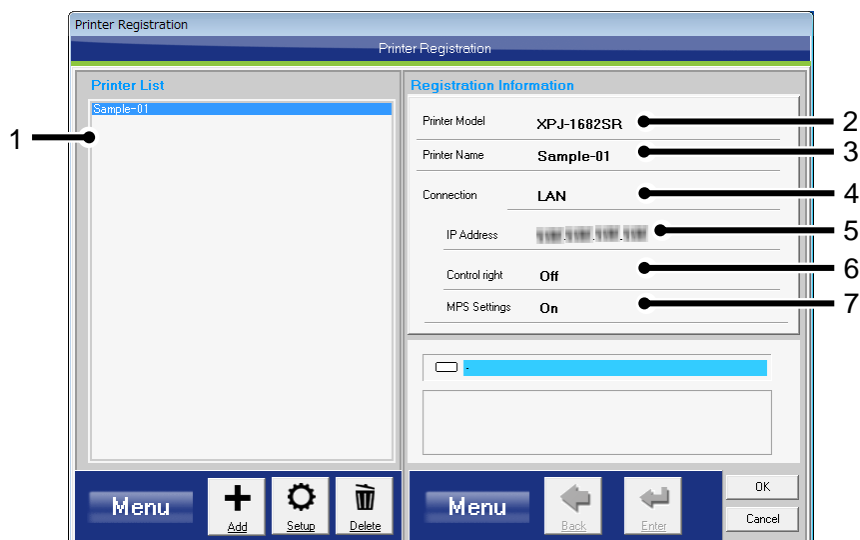 Printer Registration
Printer Registration
Printer List
Sample-01
1
Registration Information
Printer Model XPJ-1682SR 2
Printer Name Sample-01 3
Connection LAN 4
IP Address 5
Control right Off 6
MPS Settings On 7
-
Menu Add Setup Delete
Menu Back Enter
OK
Cancel